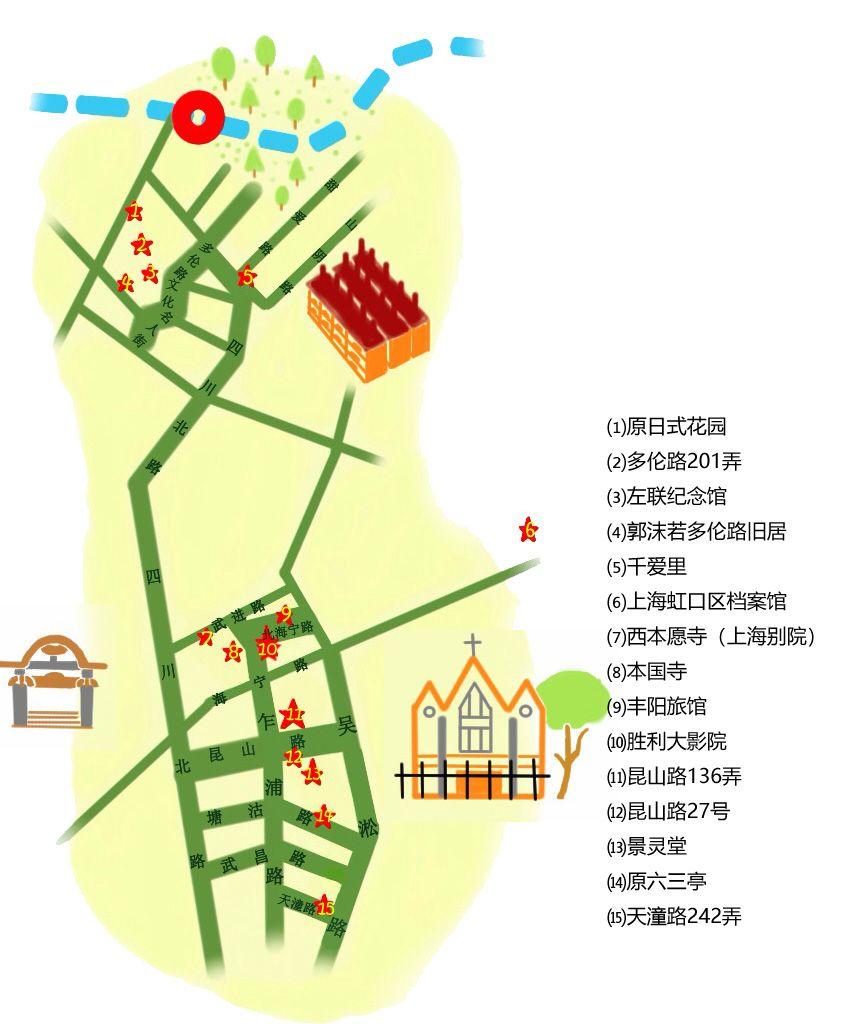 甜爱路
山阴路
多伦路文化名人街
四川北路
1
2
3
4
5
6
四川北路
武进路
7
8
9
北海宁路
10
海宁路
乍浦路
11
吴淞路
昆山路
12
13
塘沽路
14
武昌路
天潼路
15
(1)原日式花园
(2)多伦路201弄
(3)左联纪念馆
(4)郭沫若多伦路旧居
(5)千爱里
(6)上海虹口区档案馆
(7)西本愿寺（上海别院）
(8)本国寺
(9)丰阳旅馆
(10)胜利大影院
(11)昆山路136弄
(12)昆山路27号
(13)景灵堂
(14)原六三亭
(15)天潼路242弄